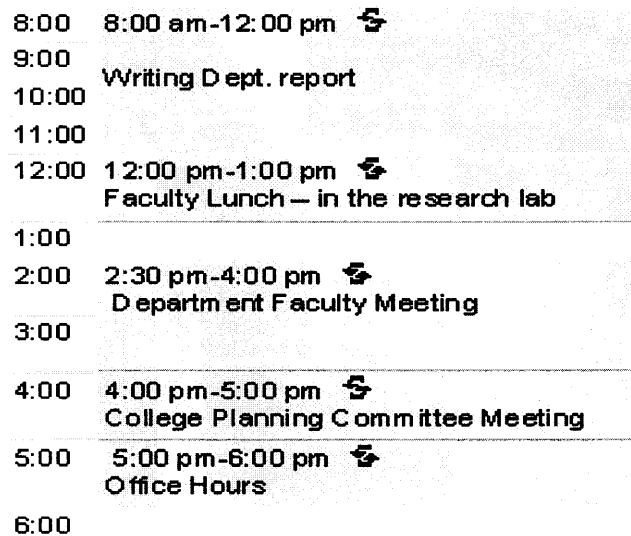 8:00 8:00 am-12:00 pm
9:00
Writing Dept. report
10:00
11:00
12:00 12:00 pm-1:00 pm
Faculty Lunch – in the research lab
1:00
2:00 2:30 pm-4:00 pm
Department Faculty Meeting
3:00
4:00 4:00 pm-5:00 pm
College Planning Committee Meeting
5:00 5:00 pm-6:00 pm
Office Hours
6:00